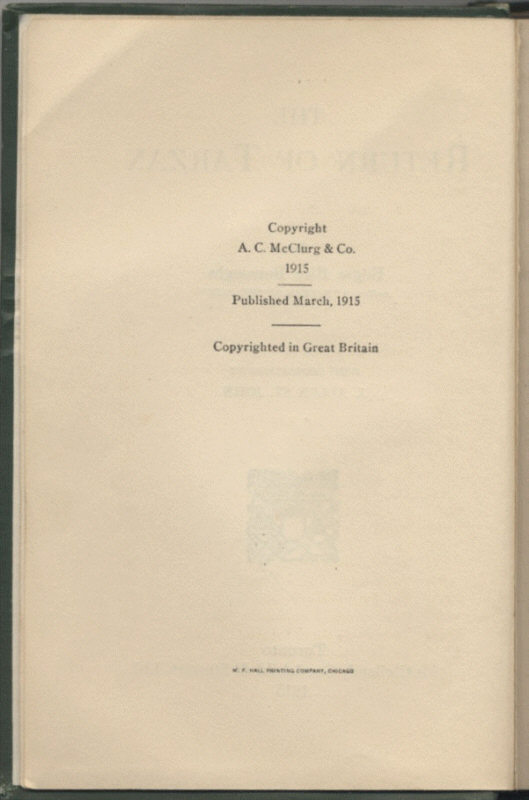 Copyright
A. C. McClurg & Co.
1915
Published March, 1915
Copyrighted in Great Britain
W. F. HALL PRINTING COMPANY, CHICAGO